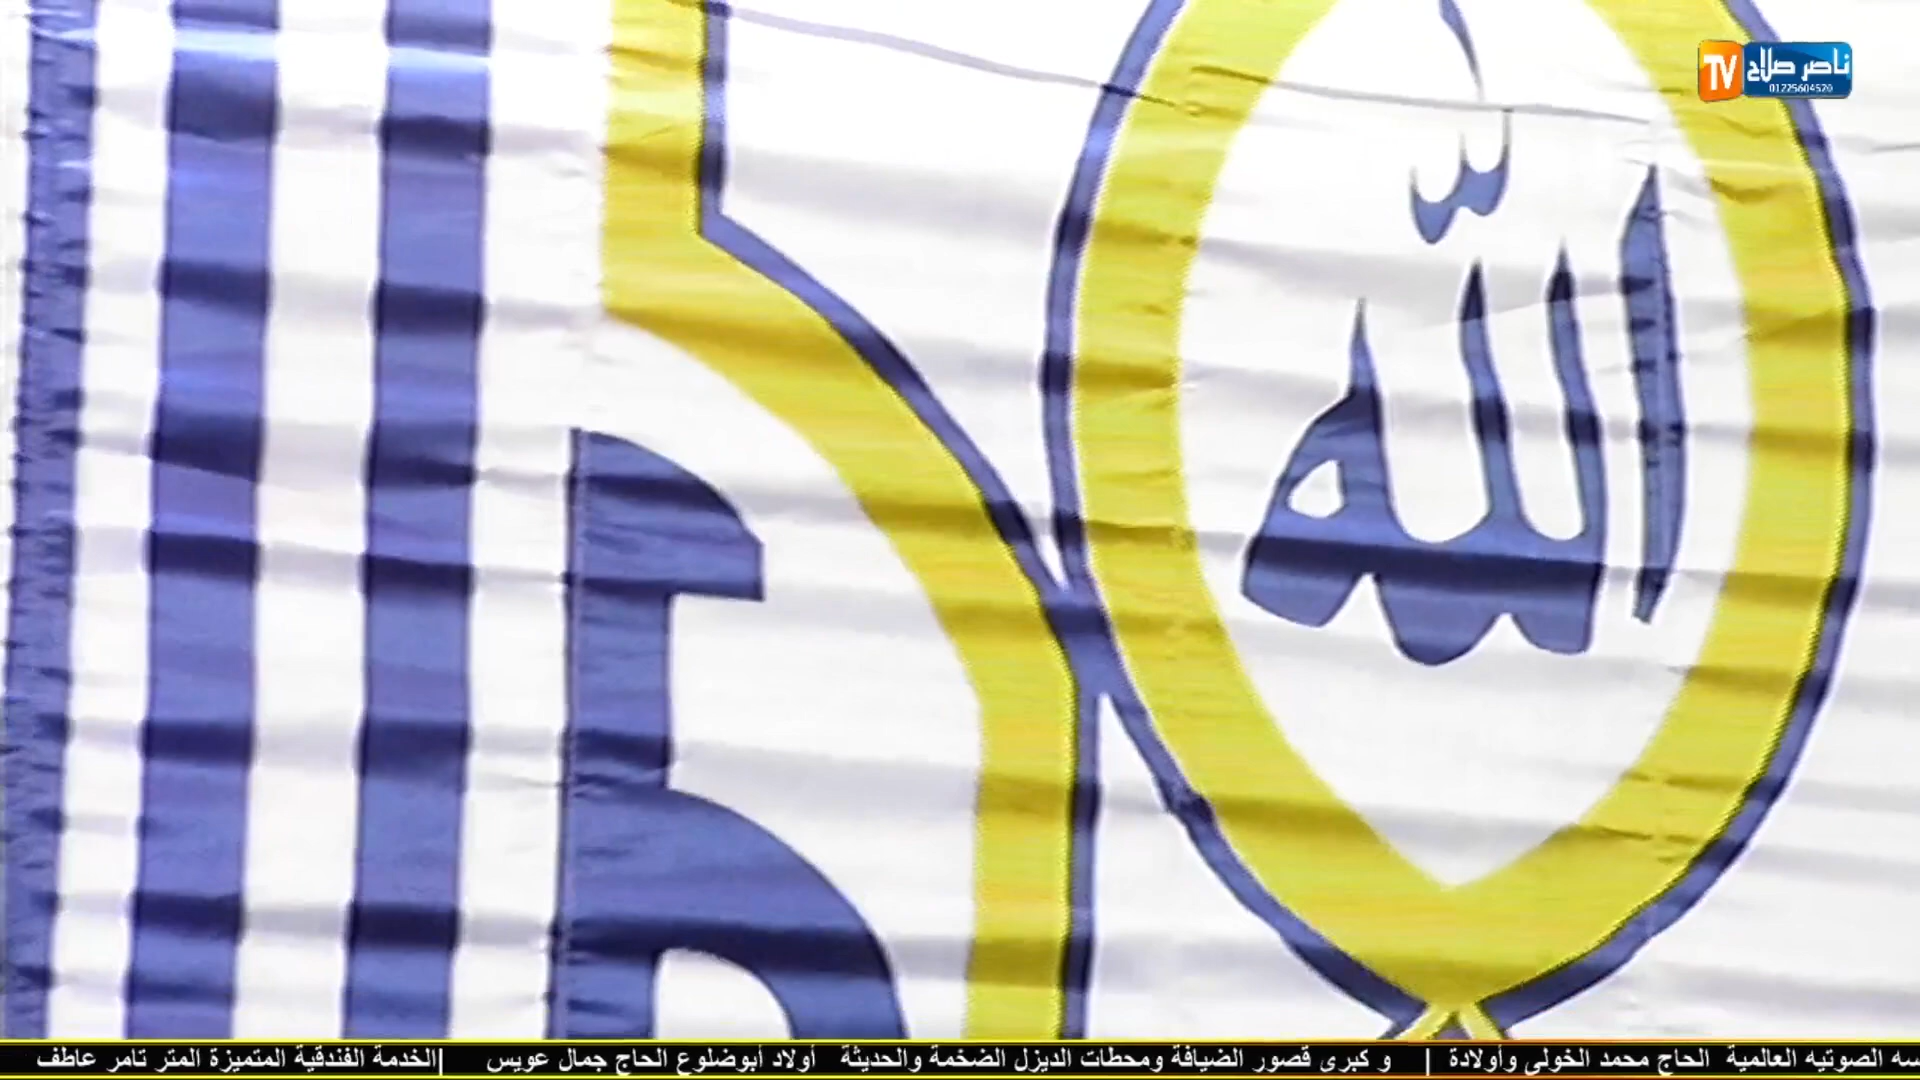 ناصر صلاح TV
01225604520
الله
سه الصوتيه العالمية الحاج محمد الخولى وأولادة | و كبرى قصور الضيافة ومحطات الديزل الضخمة والحديثة أولاد أبوضلوع الحاج جمال عويس |الخدمة الفندقية المتميزة المتر تامر عاطف